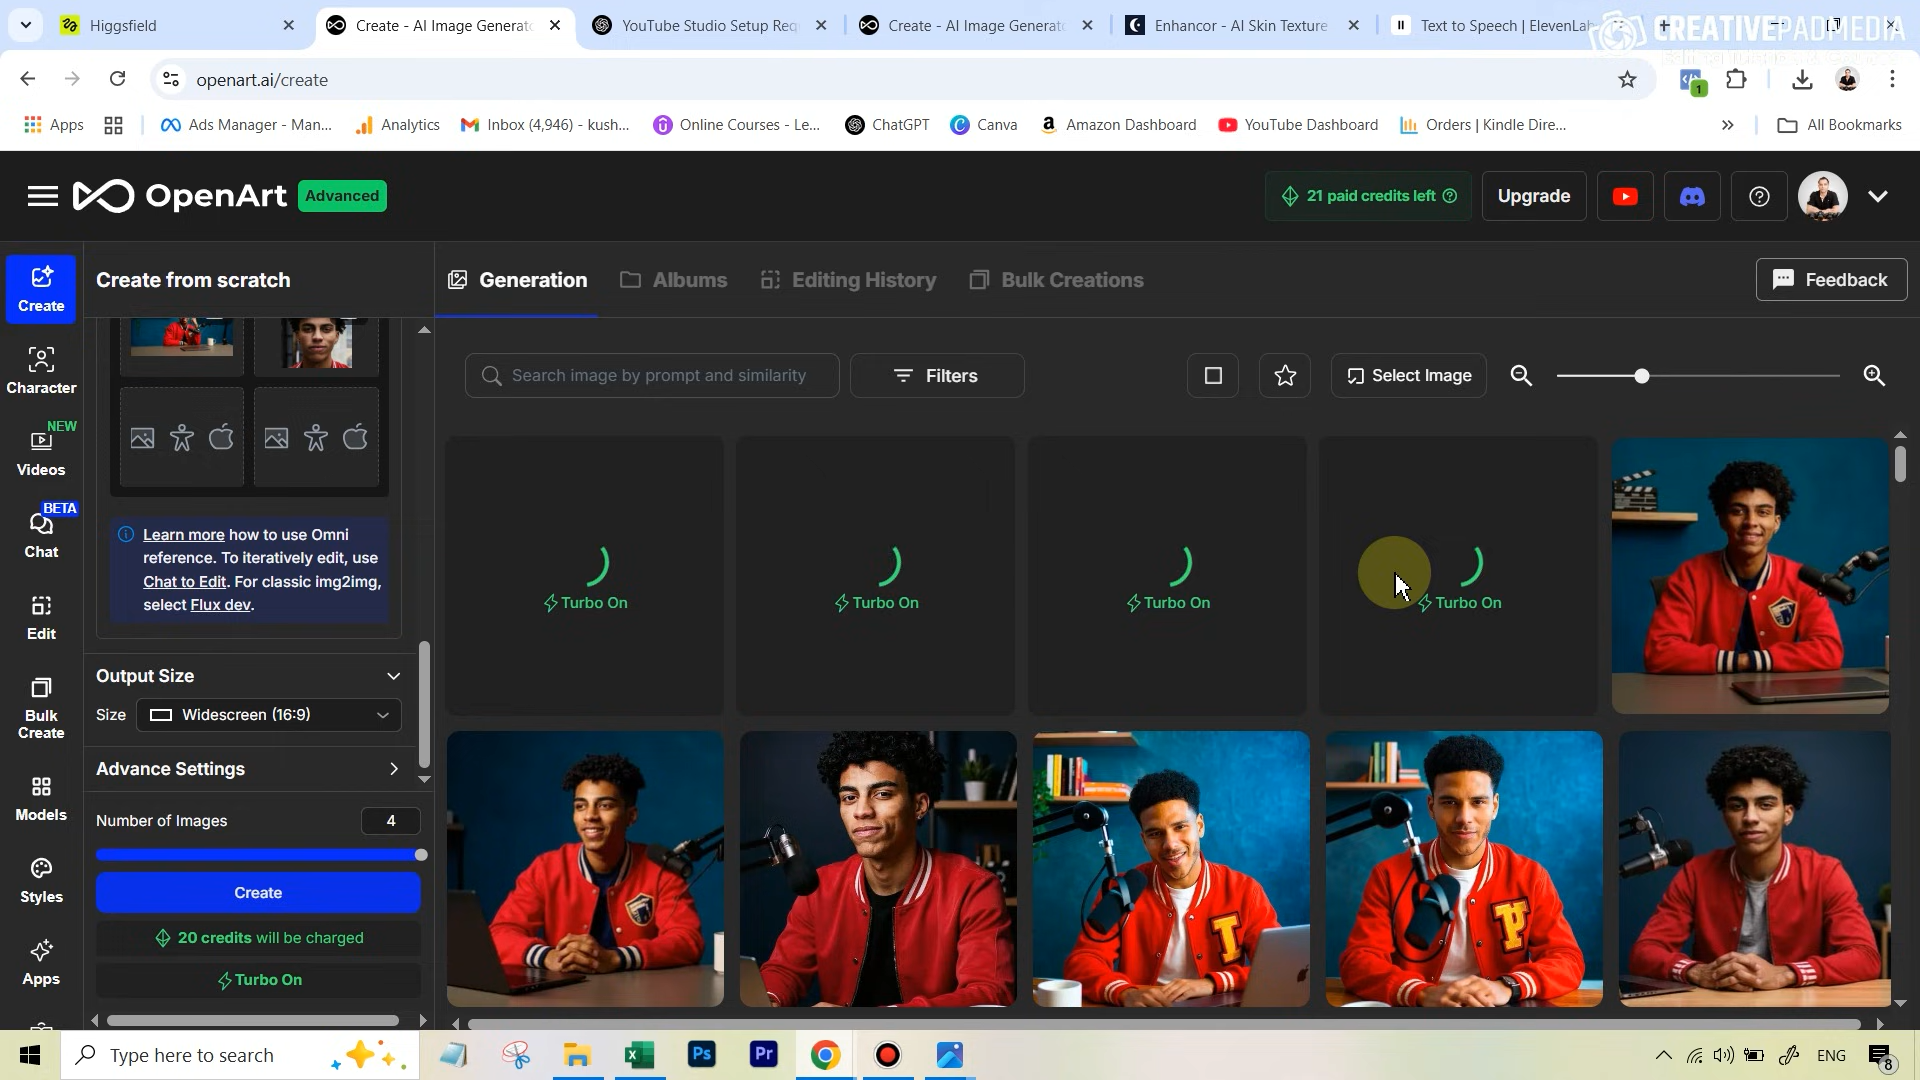 Higgsfield
Create - AI Image Generato
YouTube Studio Setup Req
Create - AI Image Generato
Enhancor - AI Skin Texture
Text to Speech | ElevenLab
CREATIVEPADMEDIA
openart.ai/create
1
Apps
Ads Manager - Man...
Analytics
Inbox (4,946) - kush...
Online Courses - Le...
ChatGPT
Canva
Amazon Dashboard
YouTube Dashboard
Orders | Kindle Dire...
All Bookmarks
OpenArt
Advanced
21 paid credits left
Upgrade
Create
Character
NEW
Videos
BETA
Chat
Edit
Bulk
Create
Models
Styles
Apps
Create from scratch
Learn more how to use Omni
reference. To iteratively edit, use
Chat to Edit. For classic img2img,
select Flux dev.
Output Size
Size
Widescreen (16:9)
Advance Settings
Number of Images
4
Create
20 credits will be charged
Turbo On
Generation
Albums
Editing History
Bulk Creations
Feedback
Search image by prompt and similarity
Filters
Select Image
Turbo On
Turbo On
Turbo On
Turbo On
Type here to search
Ps
Pr
ENG
8